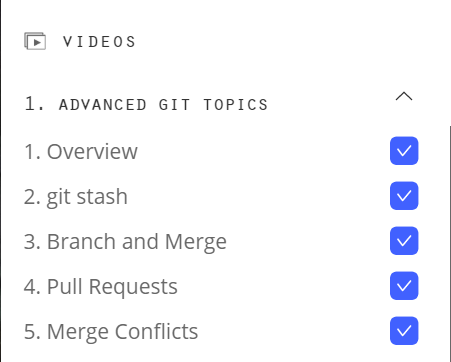 VIDEOS
1. ADVANCED GIT TOPICS
1. Overview
2. git stash
3. Branch and Merge
4. Pull Requests
5. Merge Conflicts